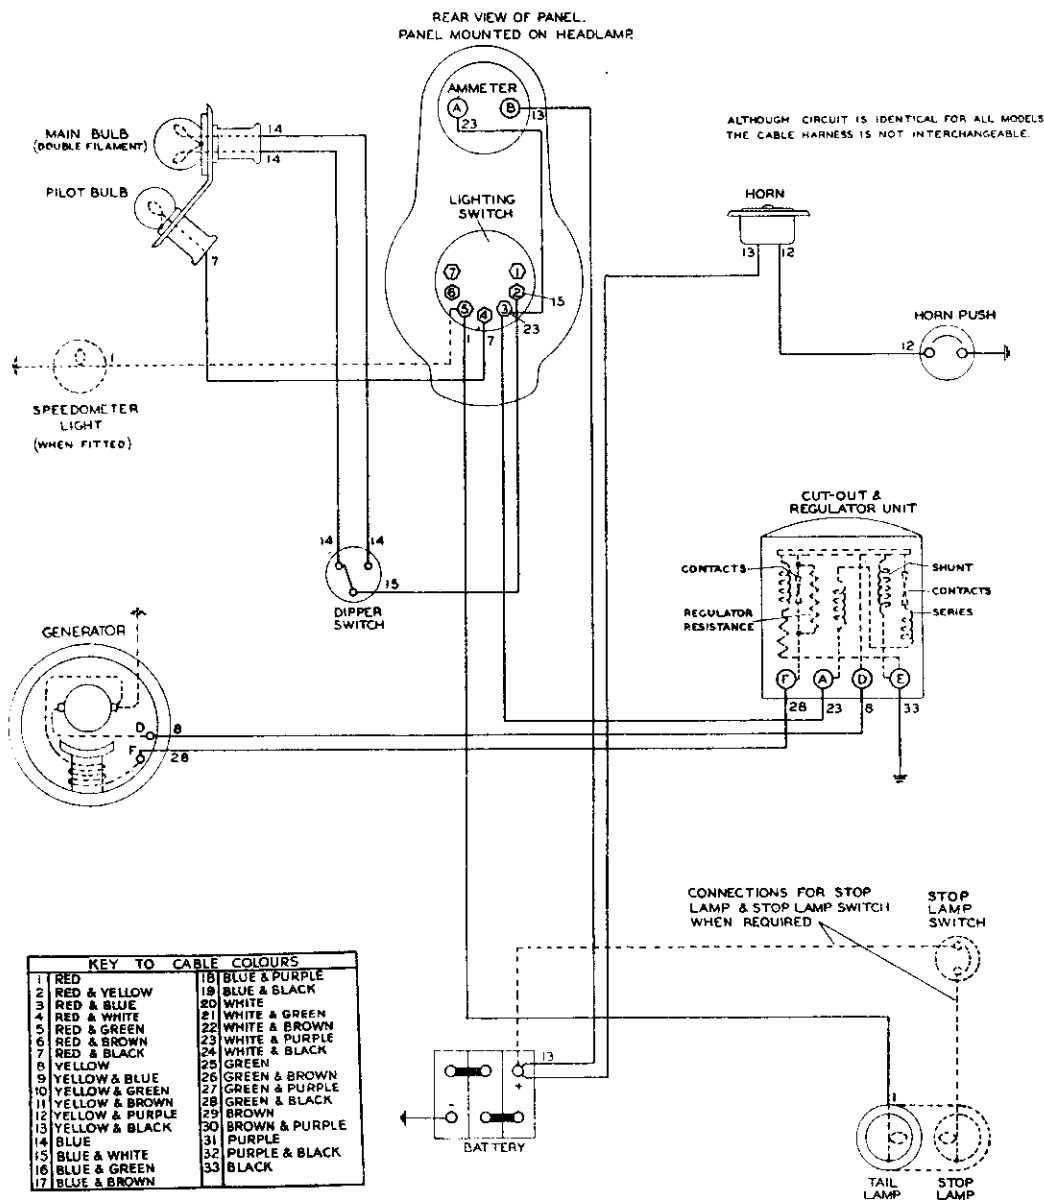 REAR VIEW OF PANEL.
PANEL MOUNTED ON HEADLAMP.
AMMETER
A
B
13
23
MAIN BULB
(DOUBLE FILAMENT)
14
14
PILOT BULB
7
ALTHOUGH CIRCUIT IS IDENTICAL FOR ALL MODELS
THE CABLE HARNESS IS NOT INTERCHANGEABLE.
LIGHTING
SWITCH
7
1
6
2
15
5
4
3
1
7
23
HORN
13
12
HORN PUSH
12
1
SPEEDOMETER
LIGHT
(WHEN FITTED)
14
14
15
DIPPER
SWITCH
CUT-OUT &
REGULATOR UNIT
CONTACTS
SHUNT
CONTACTS
REGULATOR
RESISTANCE
SERIES
F
A
D
E
28
23
8
33
GENERATOR
D
8
F
28
CONNECTIONS FOR STOP
LAMP & STOP LAMP SWITCH
WHEN REQUIRED
STOP
LAMP
SWITCH
KEY TO CABLE COLOURS
1 RED
2 RED & YELLOW
3 RED & BLUE
4 RED & WHITE
5 RED & GREEN
6 RED & BROWN
7 RED & BLACK
8 YELLOW
9 YELLOW & BLUE
10 YELLOW & GREEN
11 YELLOW & BROWN
12 YELLOW & PURPLE
13 YELLOW & BLACK
14 BLUE
15 BLUE & WHITE
16 BLUE & GREEN
17 BLUE & BROWN
18 BLUE & PURPLE
19 BLUE & BLACK
20 WHITE
21 WHITE & GREEN
22 WHITE & BROWN
23 WHITE & PURPLE
24 WHITE & BLACK
25 GREEN
26 GREEN & BROWN
27 GREEN & PURPLE
28 GREEN & BLACK
29 BROWN
30 BROWN & PURPLE
31 PURPLE
32 PURPLE & BLACK
33 BLACK
13
+
-
BATTERY
1
TAIL
LAMP
STOP
LAMP